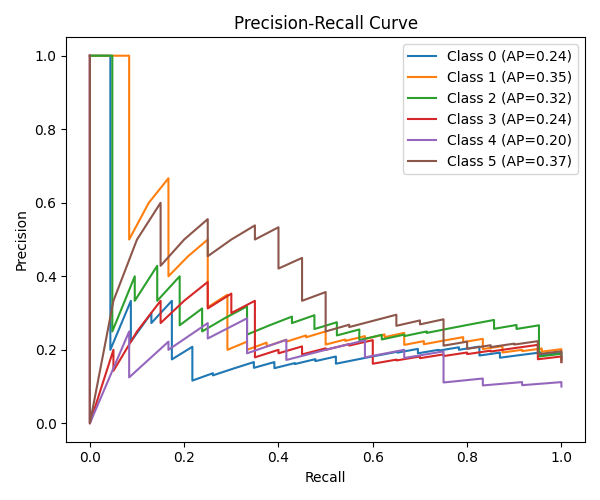 Precision-Recall Curve
Class 0 (AP=0.24)
Class 1 (AP=0.35)
Class 2 (AP=0.32)
Class 3 (AP=0.24)
Class 4 (AP=0.20)
Class 5 (AP=0.37)
Precision
1.0
0.8
0.6
0.4
0.2
0.0
0.0 0.2 0.4 0.6 0.8 1.0
Recall